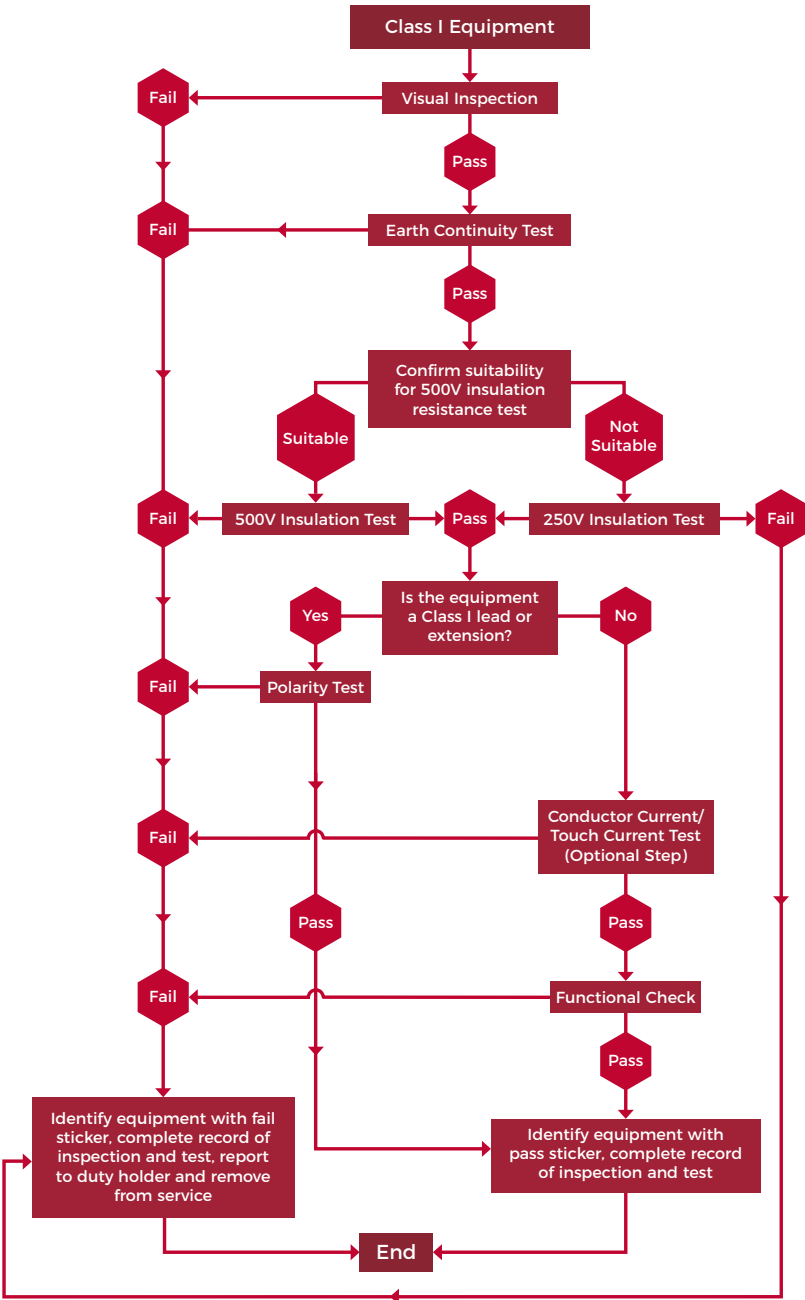 Class I Equipment
Fail
Visual Inspection
Pass
Fail
Earth Continuity Test
Pass
Confirm suitability
for 500V insulation
resistance test
Suitable
Not
Suitable
Fail
500V Insulation Test
Pass
250V Insulation Test
Fail
Is the equipment
a Class I lead or
extension?
Yes
No
Fail
Polarity Test
Conductor Current/
Touch Current Test
(Optional Step)
Fail
Pass
Pass
Fail
Functional Check
Pass
Identify equipment with fail
sticker, complete record of
inspection and test, report
to duty holder and remove
from service
Identify equipment with
pass sticker, complete record
of inspection and test
End